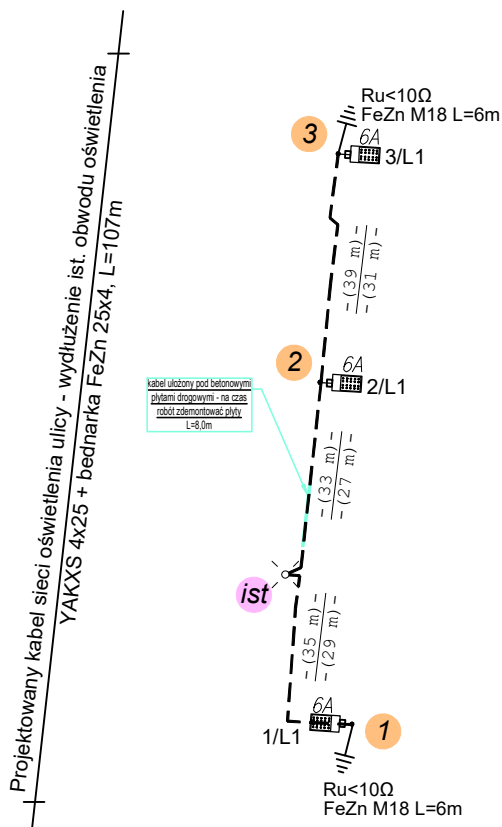 Projektowany kabel sieci oświetlenia ulicy - wydłużenie ist. obwodu oświetlenia
YAKXS 4x25 + bednarka FeZn 25x4, L=107m
Ru<10Ω
FeZn M18 L=6m
3
6A
3/L1
-(39 m)-
-(31 m)-
2
6A
2/L1
kabel ułożony pod betonowymi
płytami drogowymi - na czas
robót zdemontować płyty
L=8,0m
-(33 m)-
-(27 m)-
ist
-(35 m)-
-(29 m)-
6A
1/L1
1
Ru<10Ω
FeZn M18 L=6m